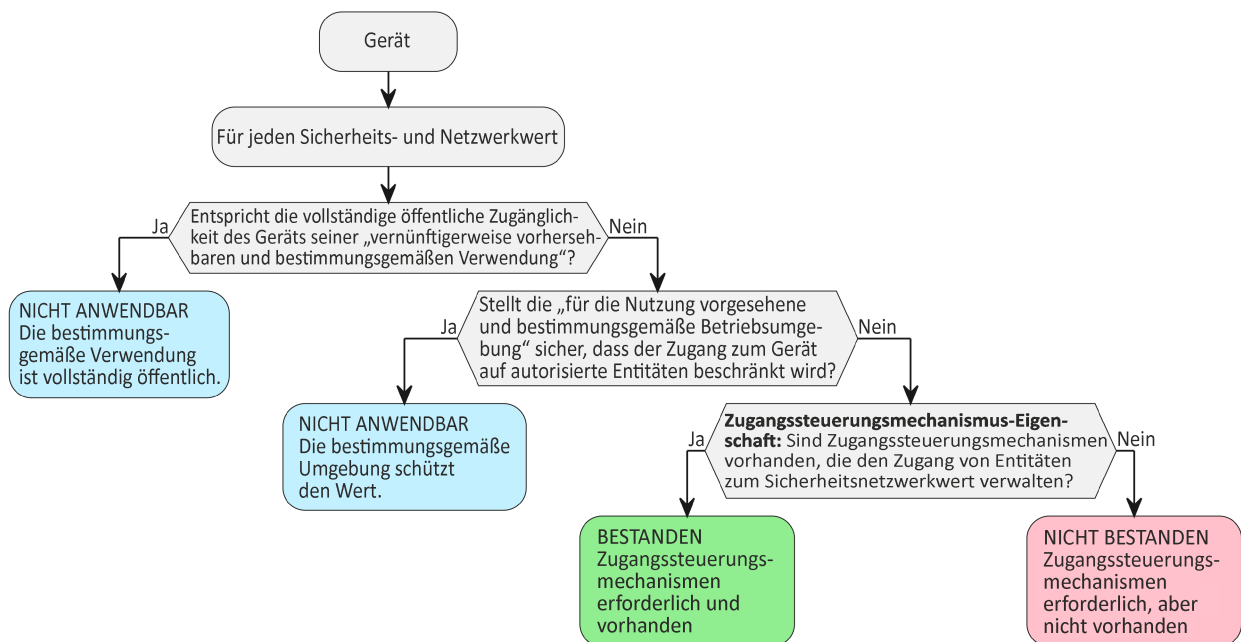 Gerät
Für jeden Sicherheits- und Netzwerkwert
Entspricht die vollständige öffentliche Zugänglich-
keit des Geräts seiner „vernünftigerweise vorherseh-
baren und bestimmungsgemäßen Verwendung“?
Ja
Nein
NICHT ANWENDBAR
Die bestimmungs-
gemäße Verwendung
ist vollständig öffentlich.
Stellt die „für die Nutzung vorgesehene
und bestimmungsgemäße Betriebsumge-
bung“ sicher, dass der Zugang zum Gerät
auf autorisierte Entitäten beschränkt wird?
Ja
Nein
NICHT ANWENDBAR
Die bestimmungsgemäße
Umgebung schützt
den Wert.
Zugangssteuerungsmechanismus-Eigen-
schaft: Sind Zugangssteuerungsmechanismen
vorhanden, die den Zugang von Entitäten
zum Sicherheitsnetzwerkwert verwalten?
Ja
Nein
BESTANDEN
Zugangssteuerungs-
mechanismen
erforderlich und
vorhanden
NICHT BESTANDEN
Zugangssteuerungs-
mechanismen
erforderlich, aber
nicht vorhanden